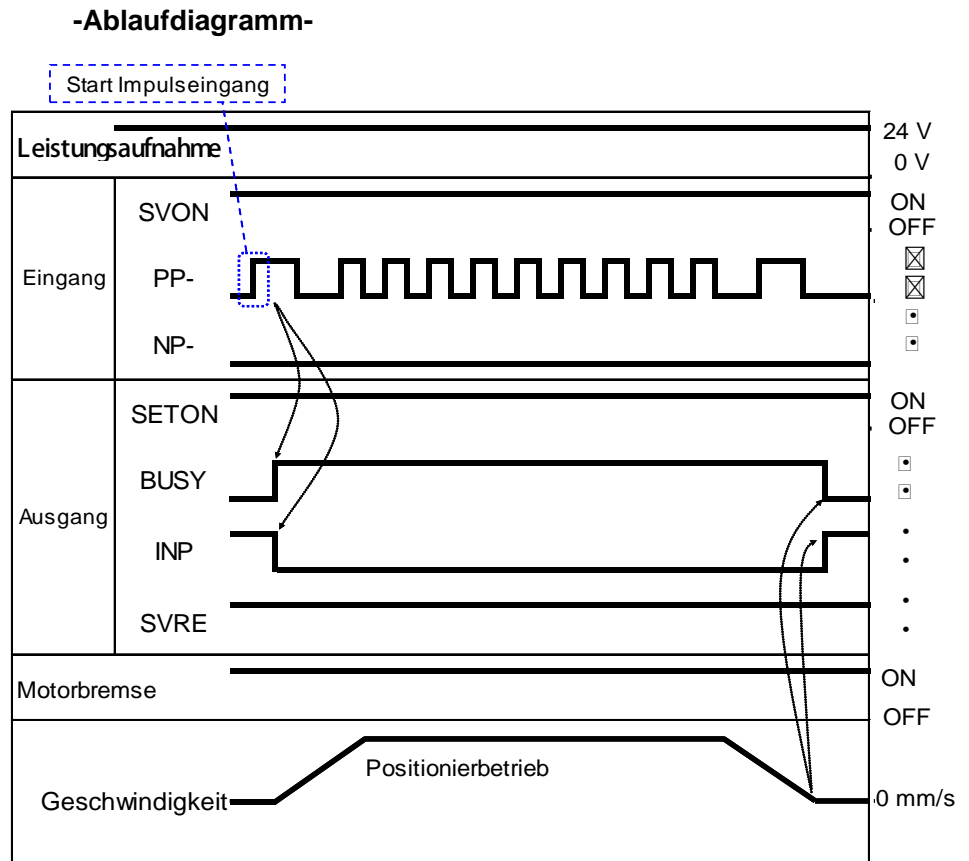 -Ablaufdiagramm-
Start Impulseingang
Leistungsaufnahme
24 V
0 V
Eingang
SVON
ON
OFF
PP-
NP-
Ausgang
SETON
ON
OFF
BUSY
INP
SVRE
Motorbremse
ON
OFF
Positionierbetrieb
Geschwindigkeit
0 mm/s